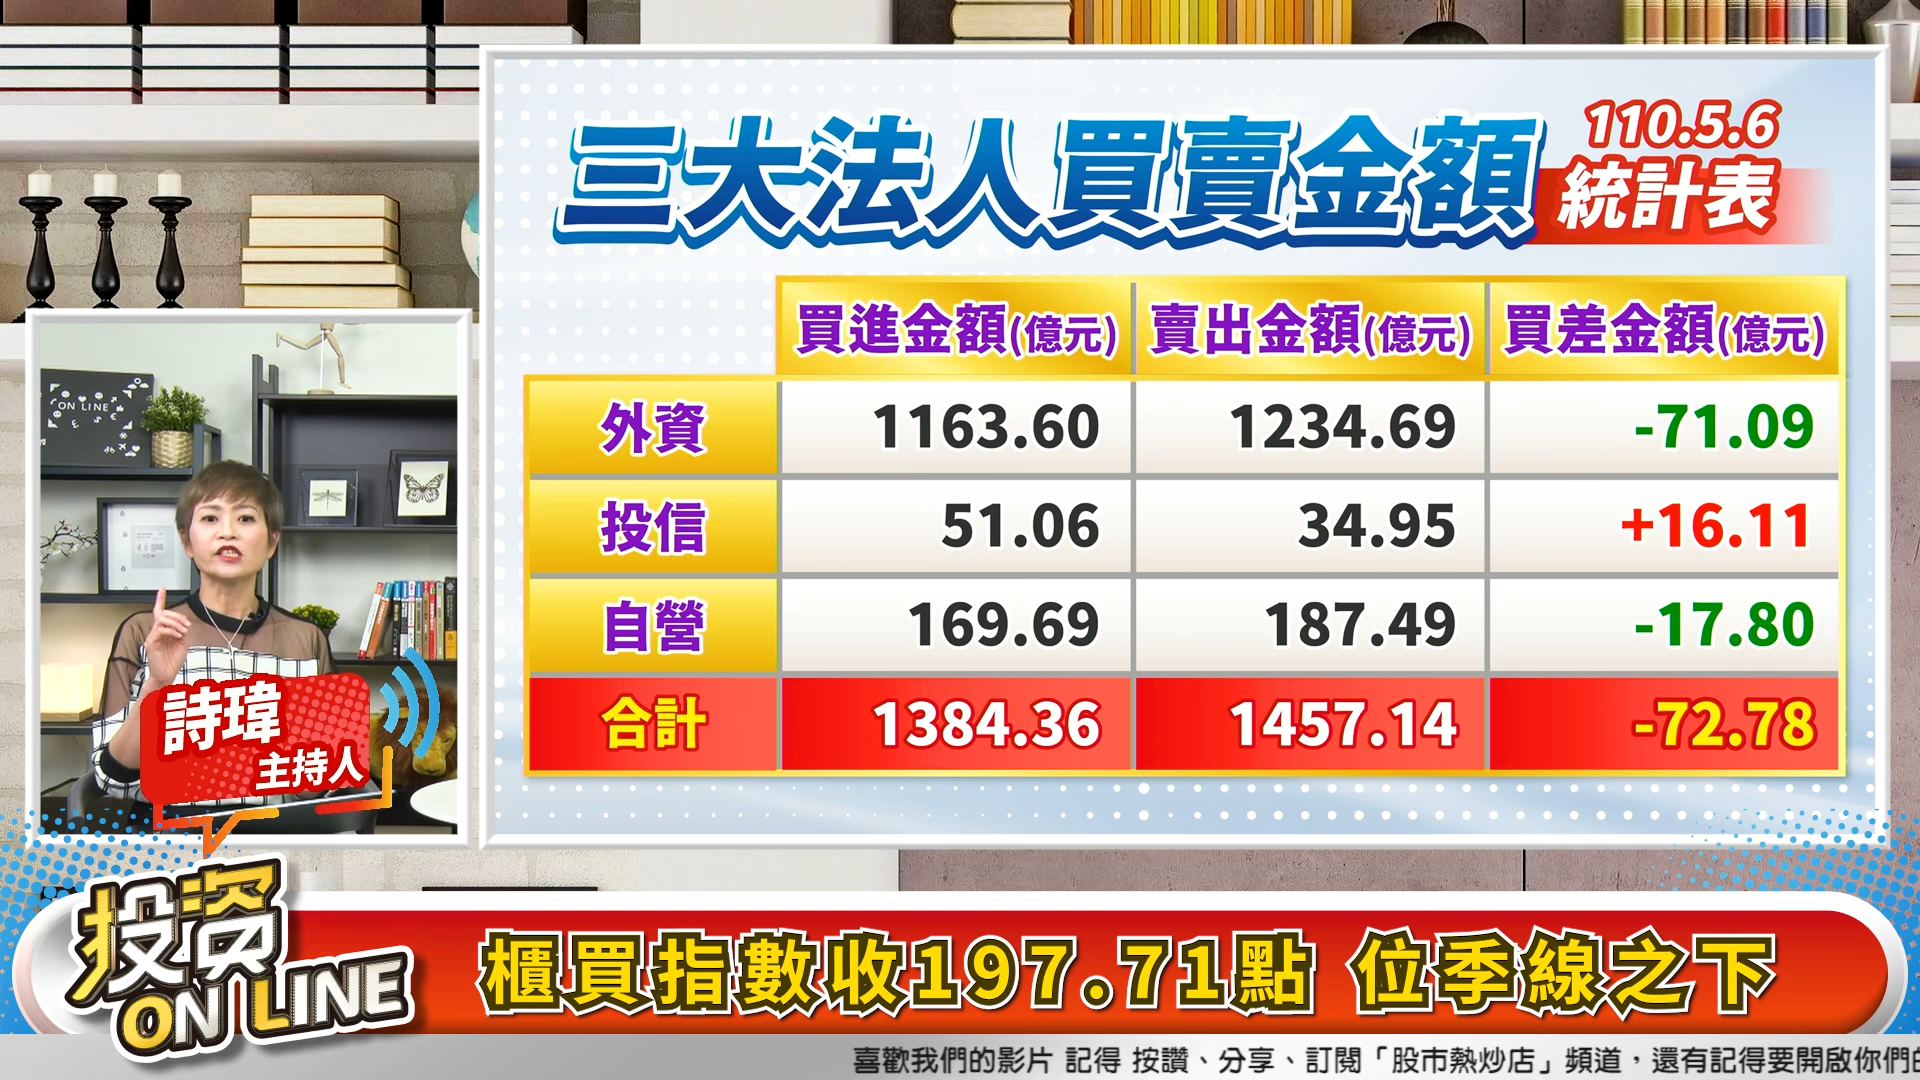 三大法人買賣金額
110.5.6
統計表
買進金額(億元) 賣出金額(億元) 買差金額(億元)
外資 1163.60 1234.69 -71.09
投信 51.06 34.95 +16.11
自營 169.69 187.49 -17.80
合計 1384.36 1457.14 -72.78
ON LINE
詩瑋
主持人
投資
ON LINE
櫃買指數收197.71點 位季線之下
喜歡我們的影片 記得 按讚、分享、訂閱「股市熱炒店」頻道，還有記得要開啟你們的